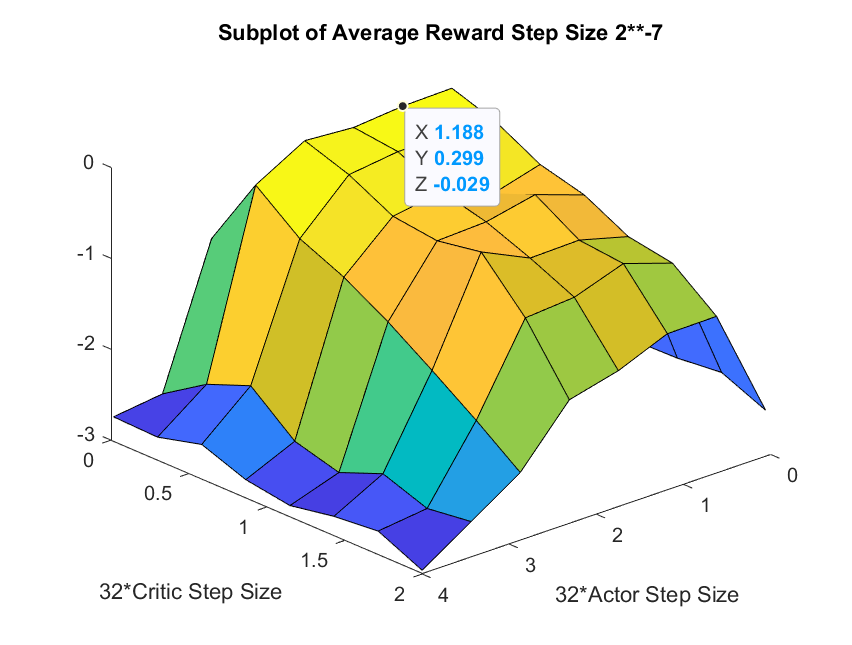 Subplot of Average Reward Step Size 2**-7
X 1.188
Y 0.299
Z -0.029
0
-1
-2
-3
0
0.5
1
1.5
2
4
3
2
1
0
32*Critic Step Size
32*Actor Step Size